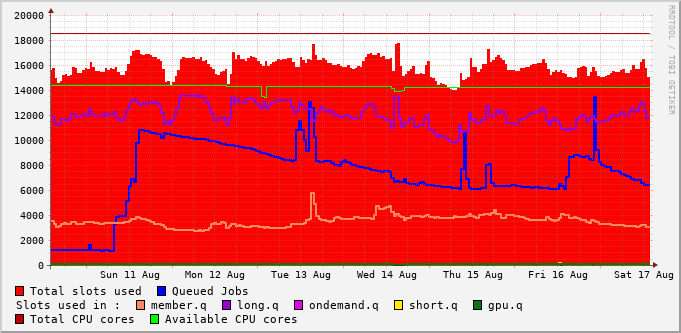 20000
18000
16000
14000
12000
10000
8000
6000
4000
2000
0
Sun 11 Aug Mon 12 Aug Tue 13 Aug Wed 14 Aug Thu 15 Aug Fri 16 Aug Sat 17 Aug
RRDTOOL / TOBI OETIKER
Total slots used Queued Jobs
Slots used in : member.q long.q ondemand.q short.q gpu.q
Total CPU cores Available CPU cores